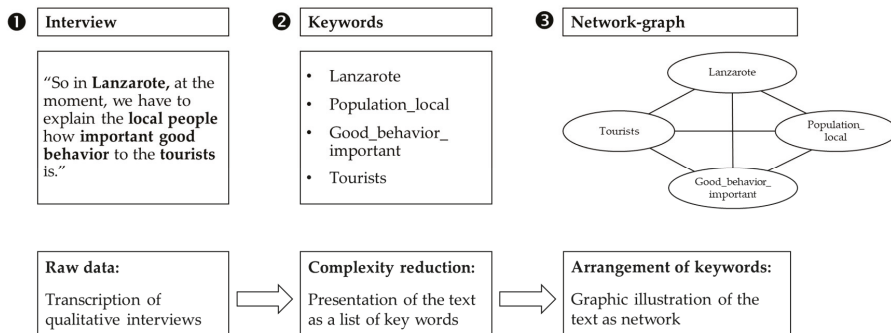 ❶ Interview
❷ Keywords
❸ Network-graph
“So in Lanzarote, at the
moment, we have to
explain the local people
how important good
behavior to the tourists
is.”
• Lanzarote
• Population_local
• Good_behavior_
important
• Tourists
Lanzarote
Tourists
Population_
local
Good_behavior_
important
Raw data:
Transcription of
qualitative interviews
Complexity reduction:
Presentation of the text
as a list of key words
Arrangement of keywords:
Graphic illustration of the
text as network